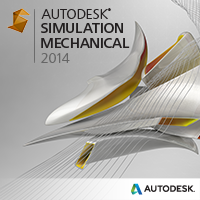 AUTODESK®
SIMULATION
MECHANICAL
2014
AUTODESK.